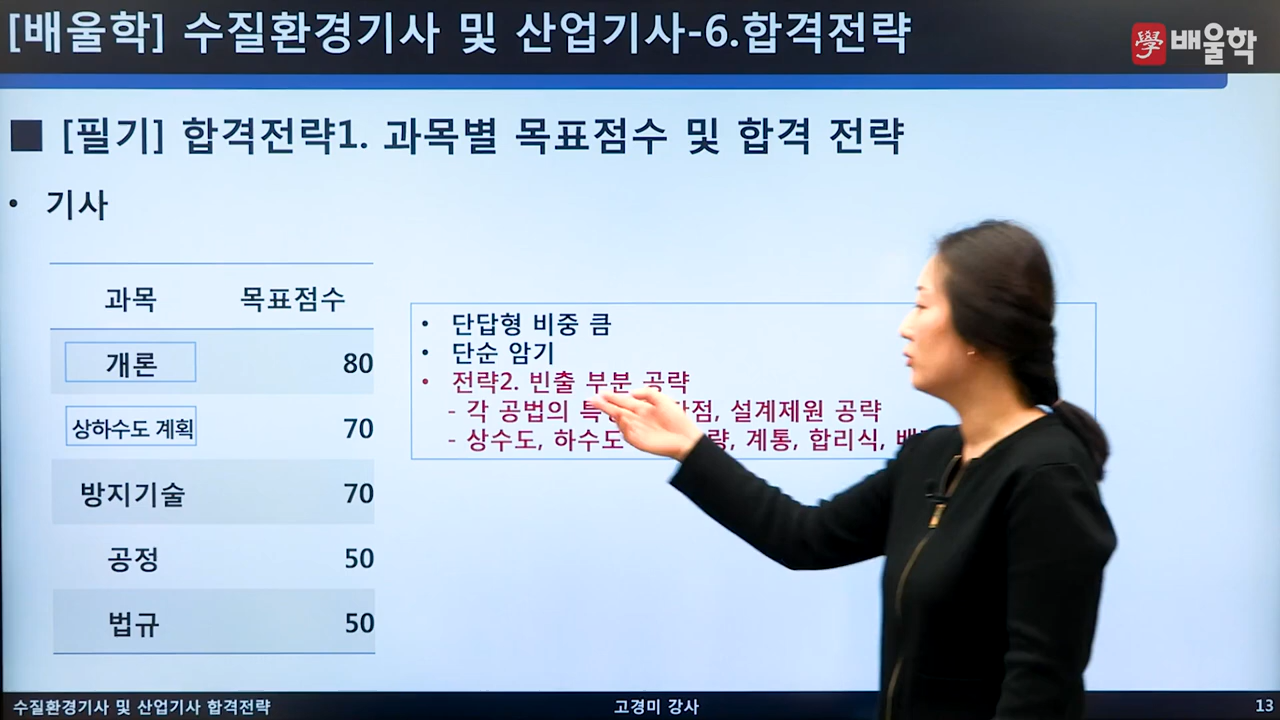 [배울학] 수질환경기사 및 산업기사-6.합격전략
學 배울학
■ [필기] 합격전략1. 과목별 목표점수 및 합격 전략
• 기사
과목 목표점수
개론 80
상하수도 계획 70
방지기술 70
공정 50
법규 50
• 단답형 비중 큼
• 단순 암기
• 전략2. 빈출 부분 공략
- 각 공법의 점, 설계제원 공략
- 상수도, 하수도 량, 계통, 합리식,
수질환경기사 및 산업기사 합격전략
고경미 강사
13